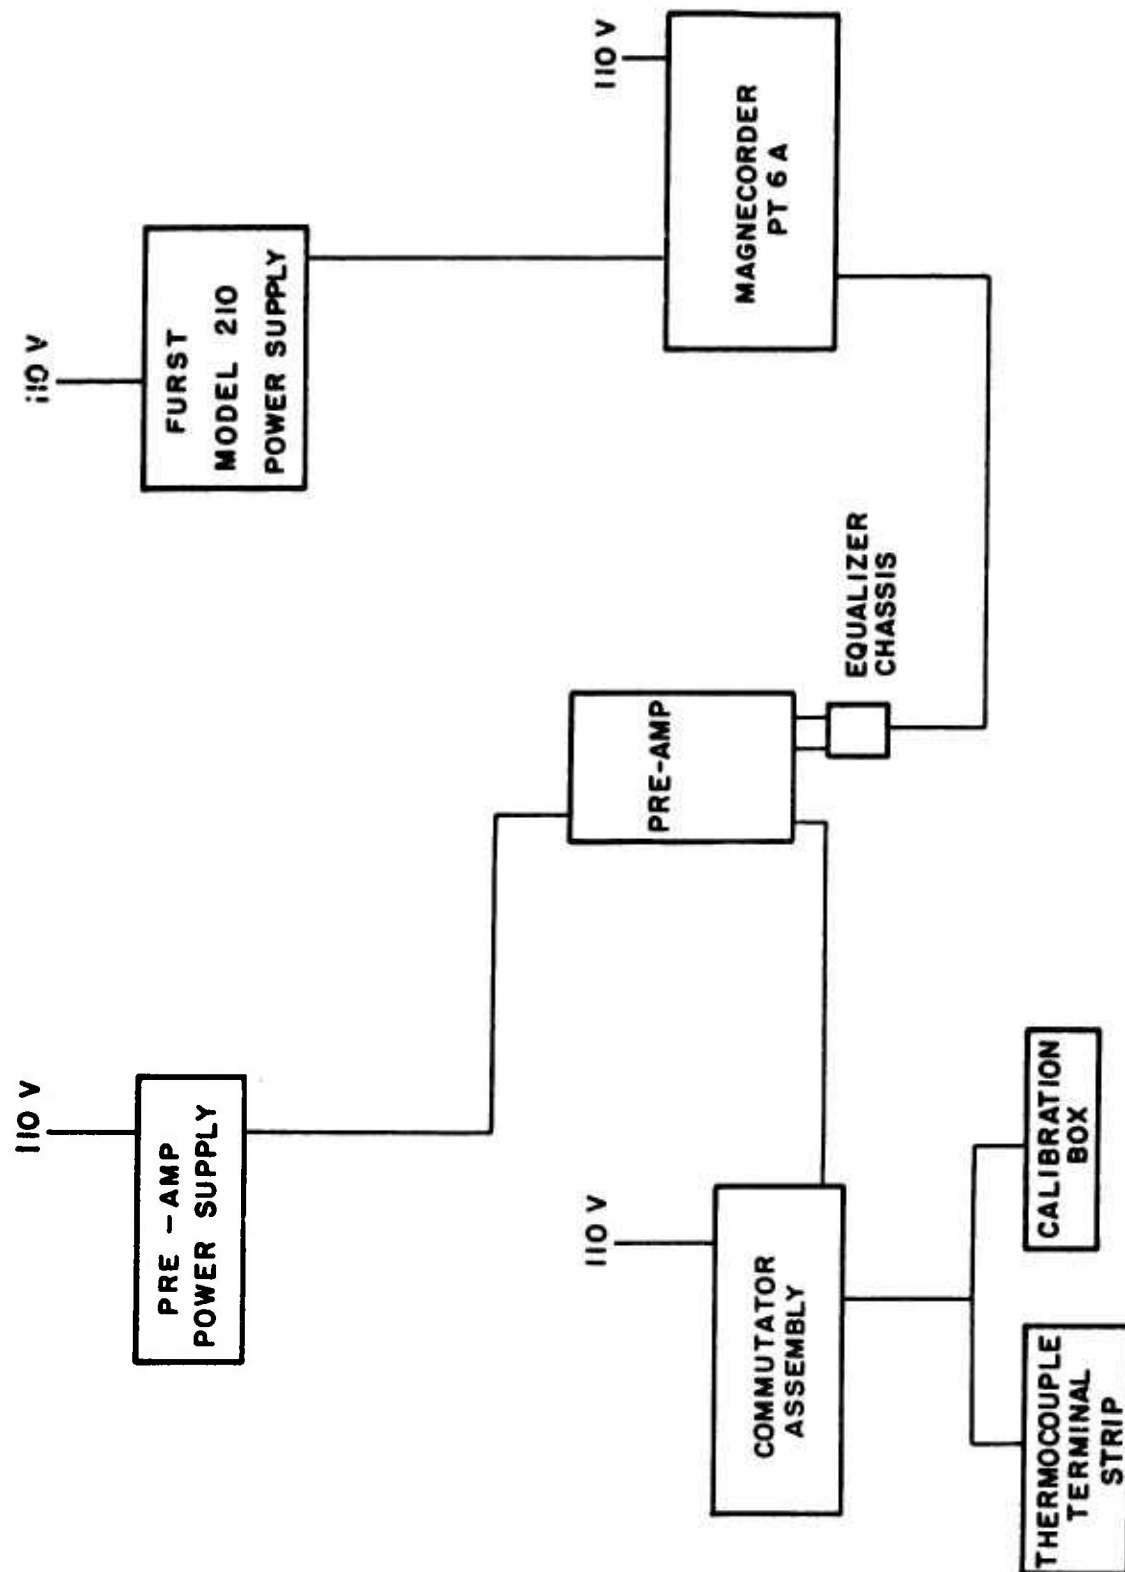 110 V
FURST
MODEL 210
POWER SUPPLY
110 V
MAGNECORDER
PT 6 A
110 V
PRE-AMP
POWER SUPPLY
PRE-AMP
EQUALIZER
CHASSIS
110 V
COMMUTATOR
ASSEMBLY
CALIBRATION
BOX
THERMOCOUPLE
TERMINAL
STRIP